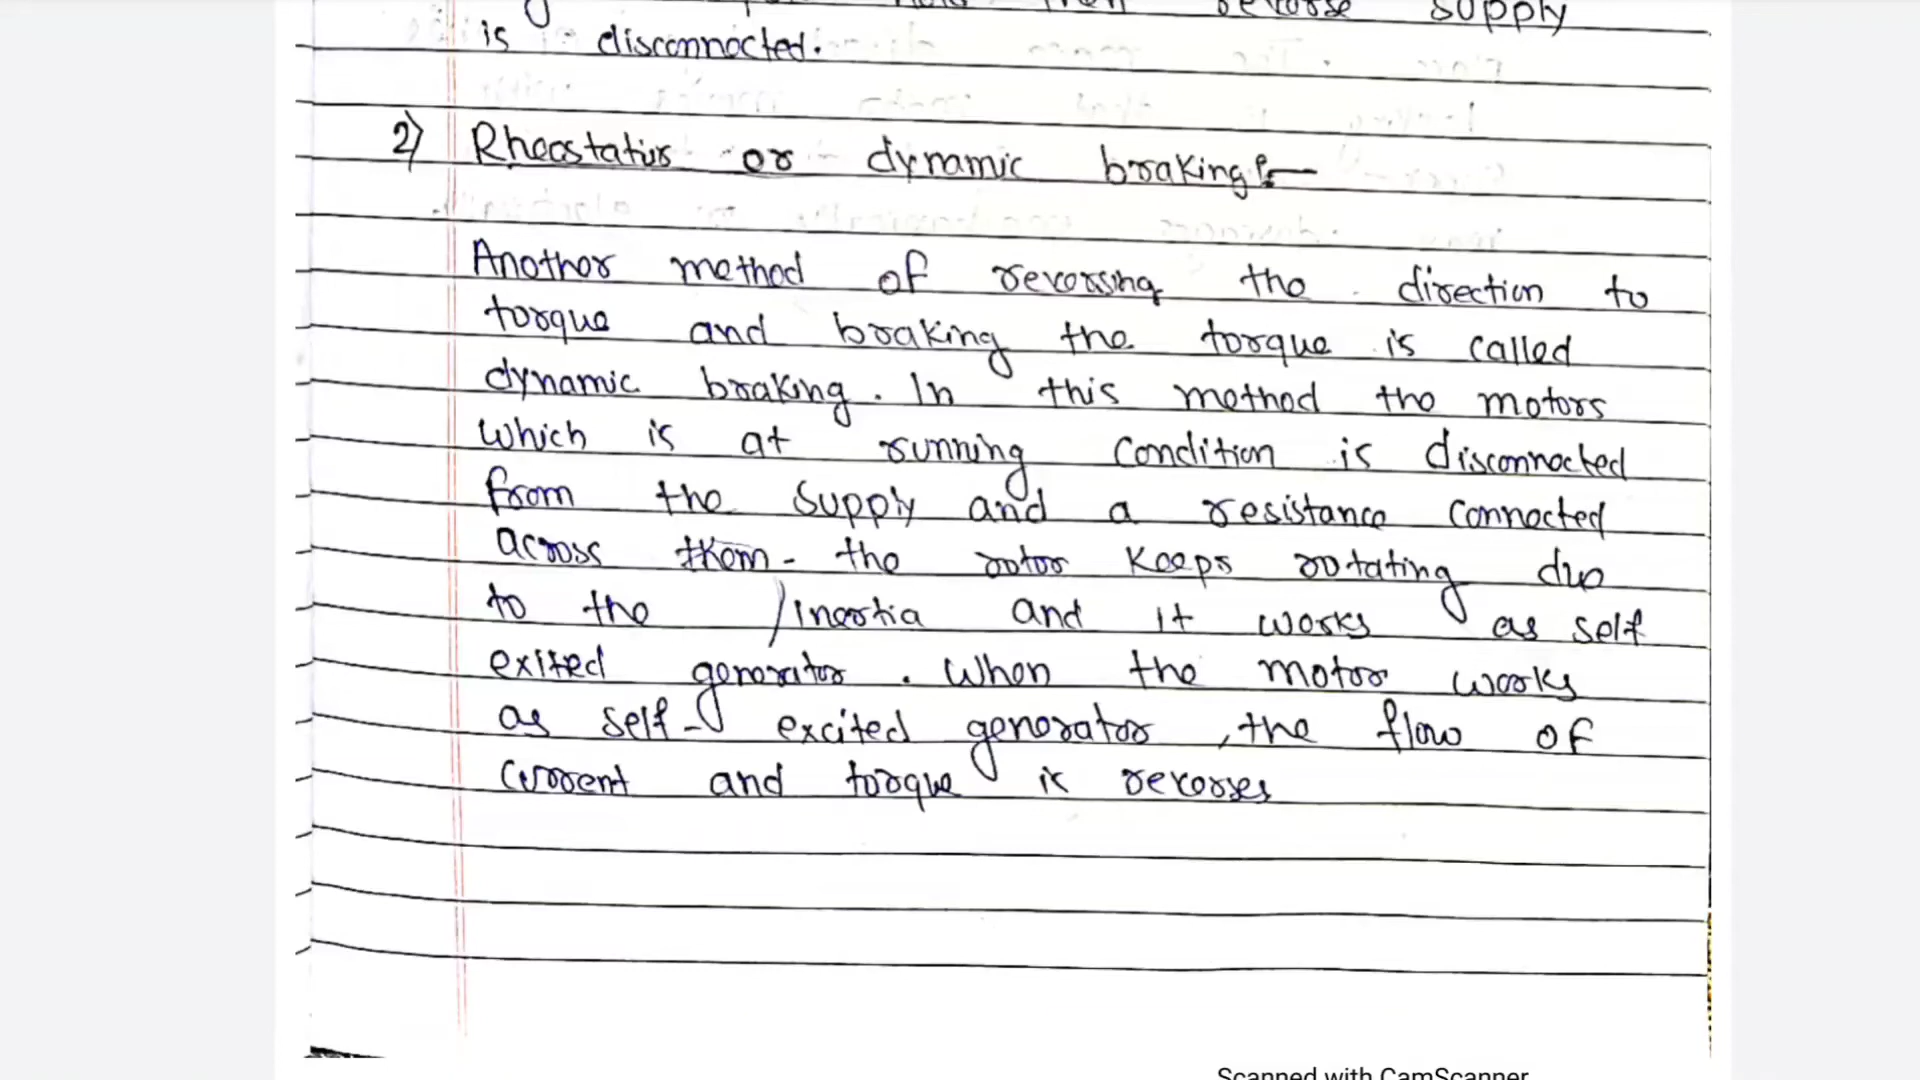 supply
is disconnected.
2) Rheostatius or dynamic braking:-
Another method of reversing the direction to
torque and braking the torque is called
dynamic braking. In this method the motors
which is at running condition is disconnected
from the supply and a resistance connected
across them - the rotor keeps rotating due
to the inertia and it works as self
exited generator. When the motor works
as self - excited generator, the flow of
current and torque is reverses
Scanned with CamScanner